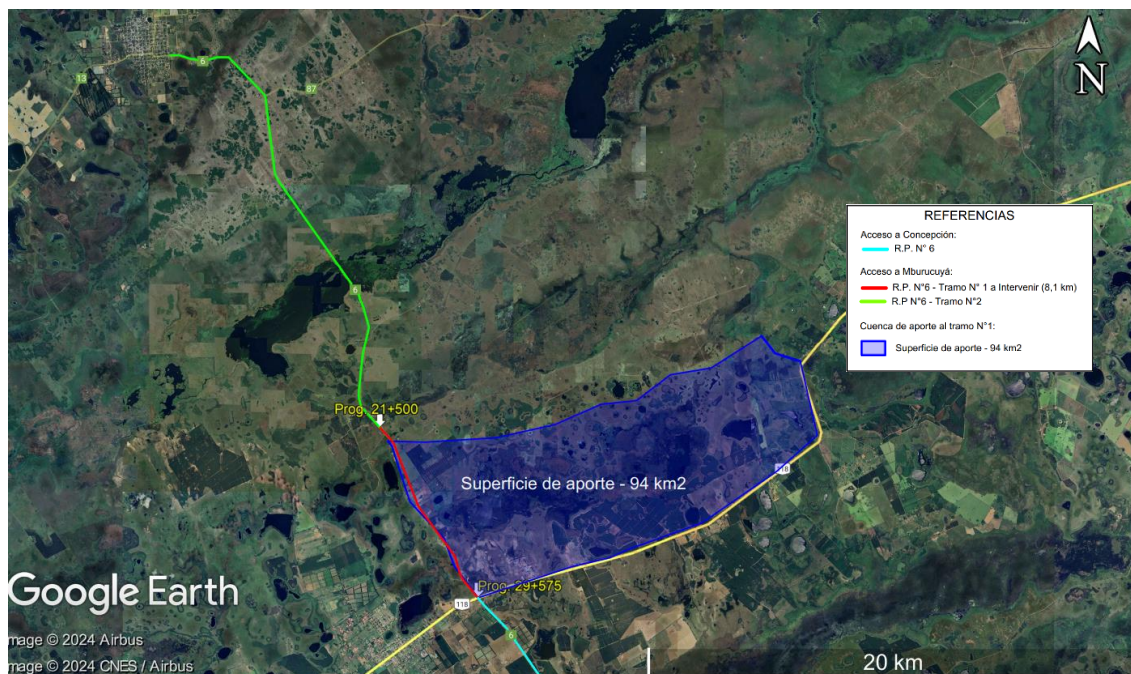 6
13
87
N
REFERENCIAS
Acceso a Concepción:
R.P. N° 6
Acceso a Mburucuyá:
R.P. N°6 - Tramo N° 1 a Intervenir (8,1 km)
R.P N°6 - Tramo N°2
Cuenca de aporte al tramo N°1:
Superficie de aporte - 94 km2
6
Prog. 21+500
118
Superficie de aporte - 94 km2
Prog. 29+575
Google Earth
118
6
mage © 2024 Airbus
mage © 2024 CNES / Airbus
20 km